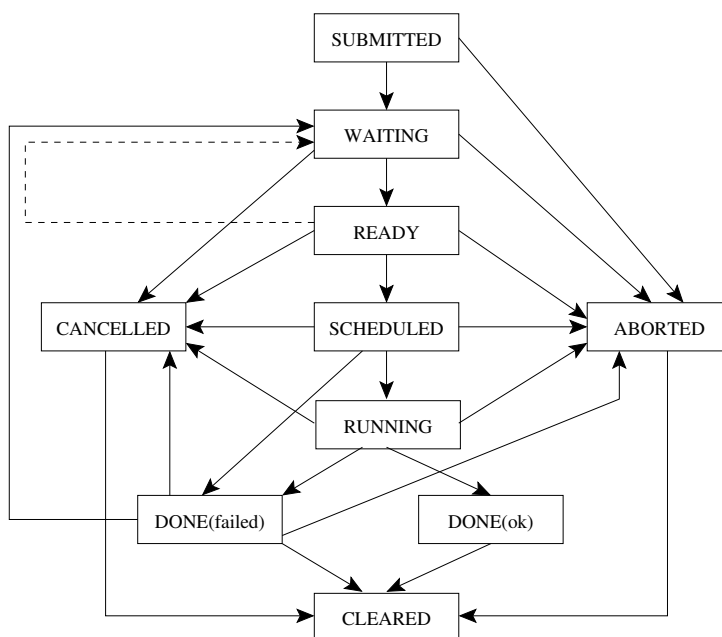 SUBMITTED
WAITING
READY
CANCELLED
SCHEDULED
ABORTED
RUNNING
DONE(failed)
DONE(ok)
CLEARED